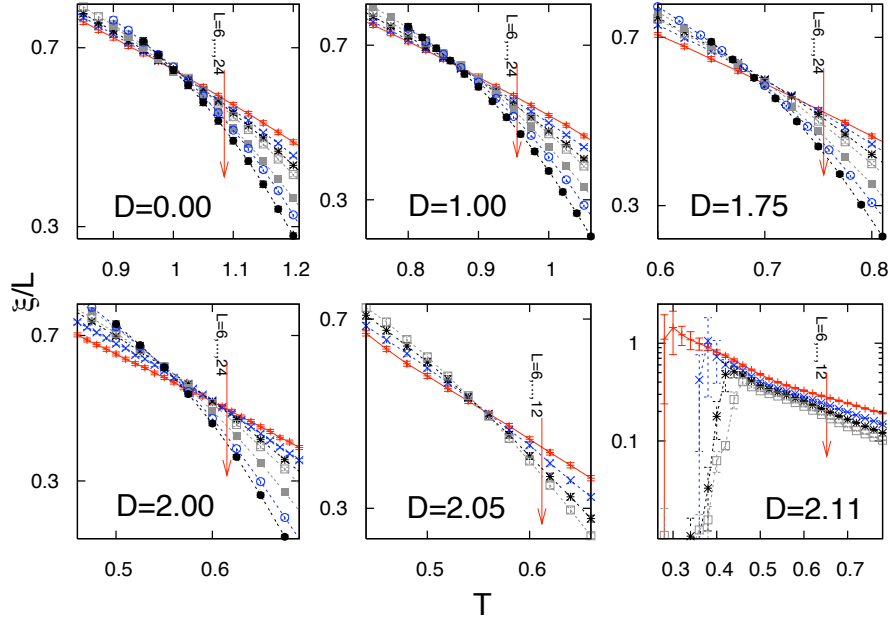 0.7
0.3
0.9
1
1.1
1.2
L=6,....,24
D=0.00
0.7
0.3
0.8
0.9
1
L=6,....,24
D=1.00
0.7
0.3
0.6
0.7
0.8
L=6,....,24
D=1.75
ξ/L
0.7
0.3
0.5
0.6
L=6,....,24
D=2.00
0.7
0.3
0.5
0.6
L=6,...,12
D=2.05
1
0.1
0.3
0.4
0.5
0.6
0.7
L=6,...,12
D=2.11
T